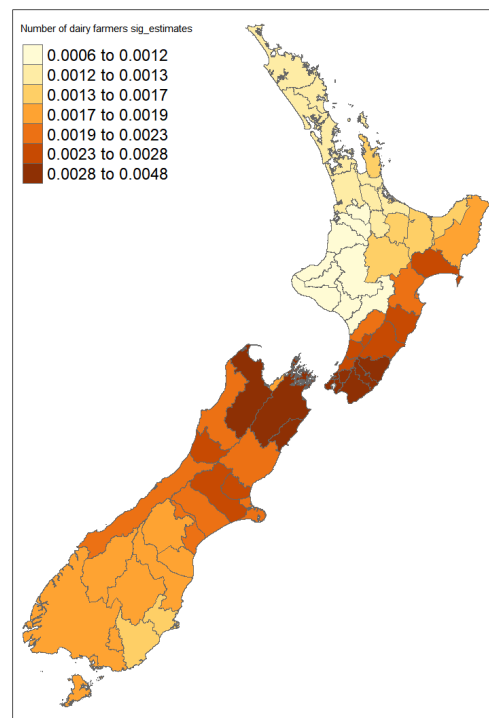 Number of dairy farmers sig_estimates
0.0006 to 0.0012
0.0012 to 0.0013
0.0013 to 0.0017
0.0017 to 0.0019
0.0019 to 0.0023
0.0023 to 0.0028
0.0028 to 0.0048